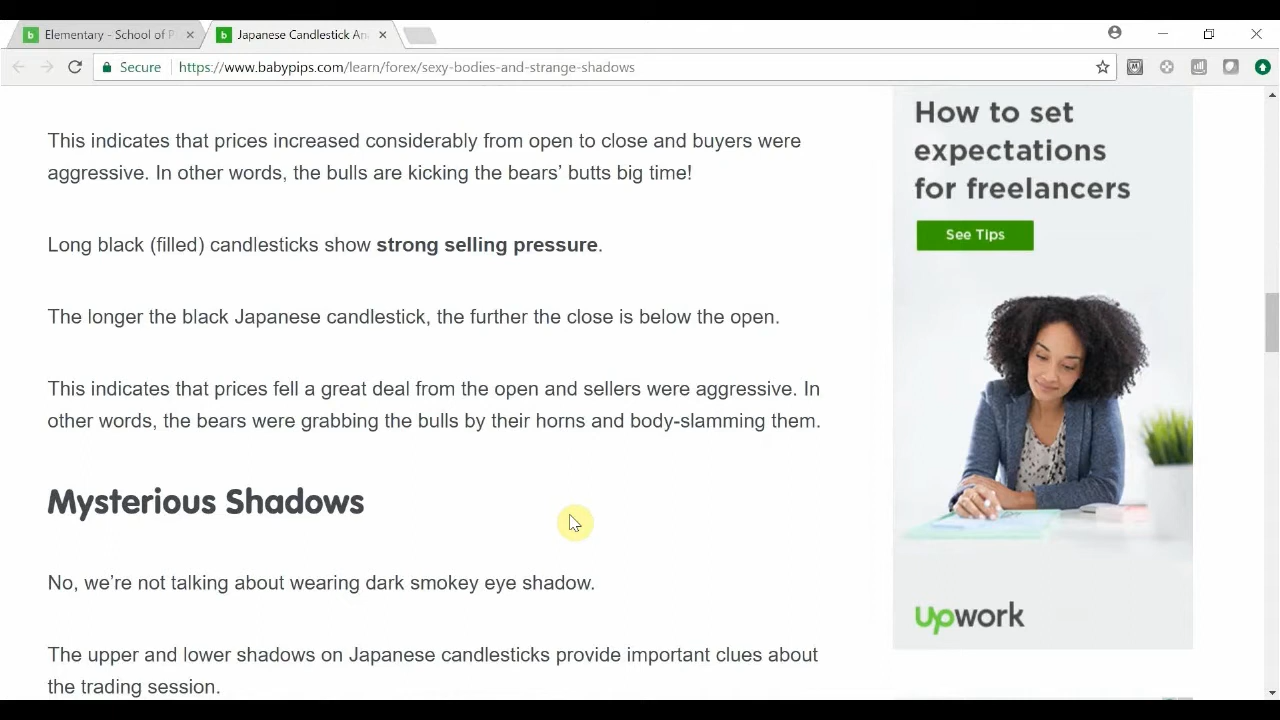 Elementary - School of P
Japanese Candlestick An
Secure
https://www.babypips.com/learn/forex/sexy-bodies-and-strange-shadows
This indicates that prices increased considerably from open to close and buyers were
aggressive. In other words, the bulls are kicking the bears’ butts big time!
Long black (filled) candlesticks show strong selling pressure.
The longer the black Japanese candlestick, the further the close is below the open.
This indicates that prices fell a great deal from the open and sellers were aggressive. In
other words, the bears were grabbing the bulls by their horns and body-slamming them.
Mysterious Shadows
No, we’re not talking about wearing dark smokey eye shadow.
The upper and lower shadows on Japanese candlesticks provide important clues about
the trading session.
How to set
expectations
for freelancers
See Tips
upwork